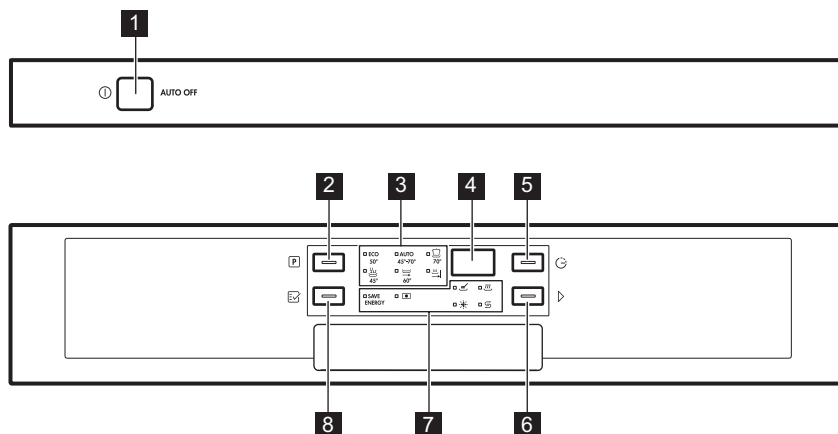 1
AUTO OFF
2 3 4 5
P
ECO AUTO
50° 45°-70° 70°
45° 60°
SAVE
ENERGY
8 7 6